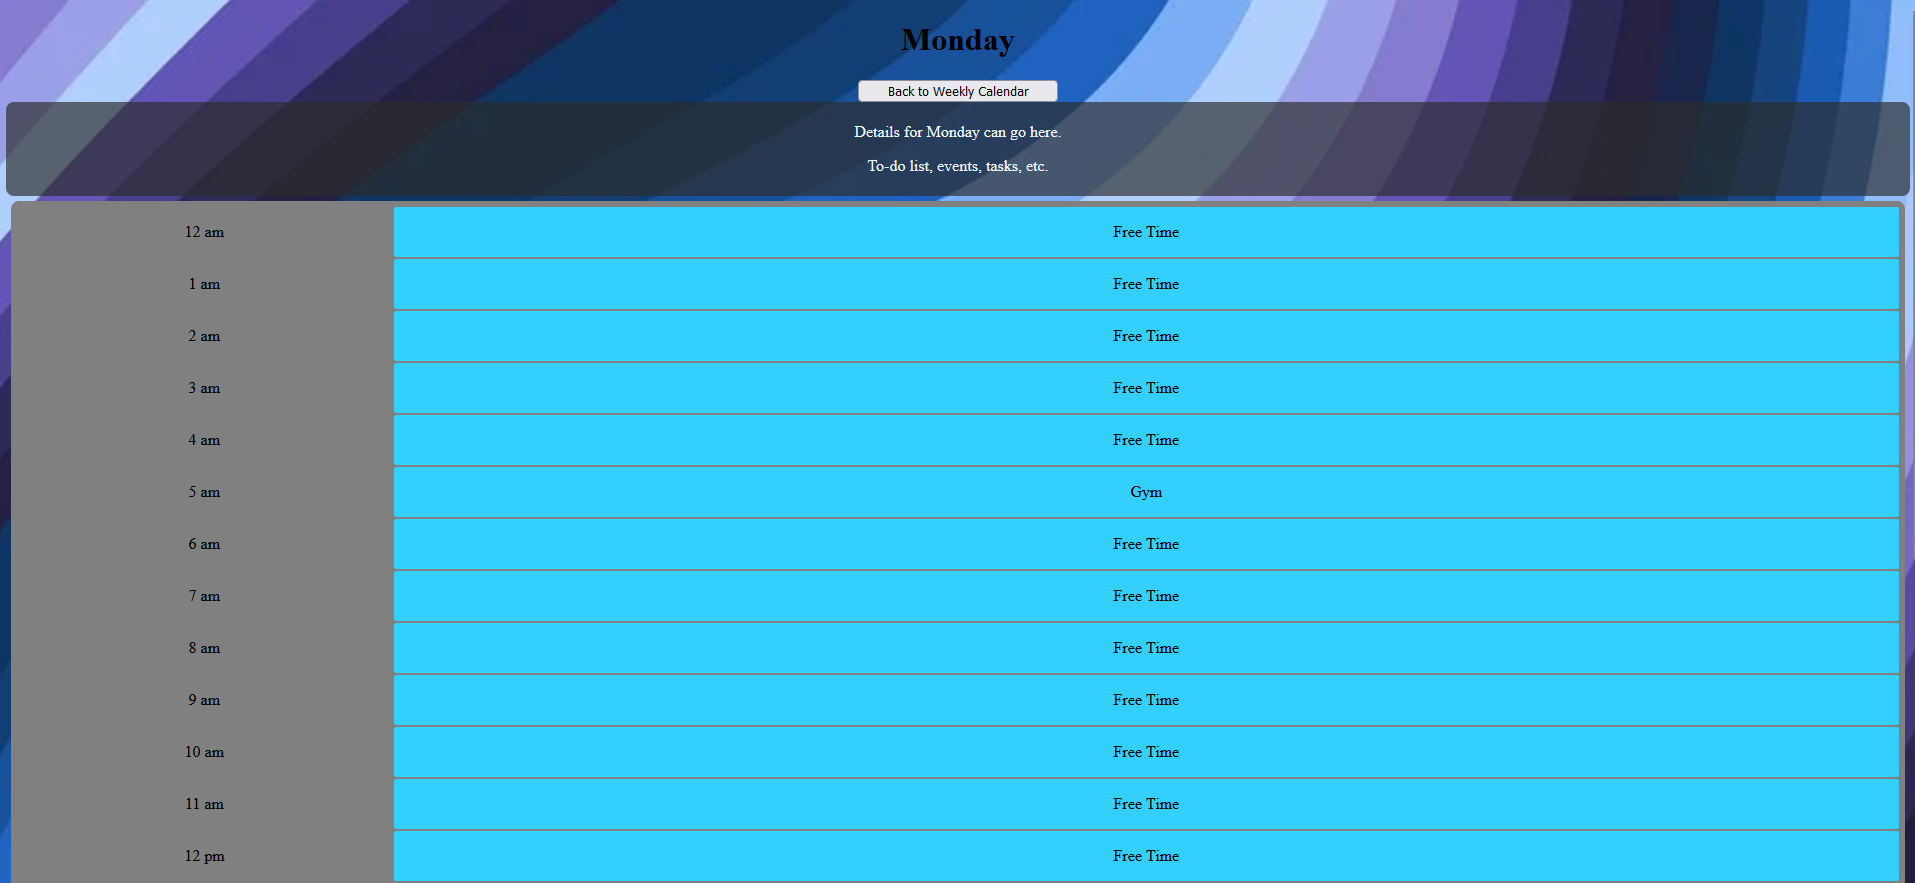 Monday
Back to Weekly Calendar
Details for Monday can go here.
To-do list, events, tasks, etc.
12 am Free Time
1 am Free Time
2 am Free Time
3 am Free Time
4 am Free Time
5 am Gym
6 am Free Time
7 am Free Time
8 am Free Time
9 am Free Time
10 am Free Time
11 am Free Time
12 pm Free Time